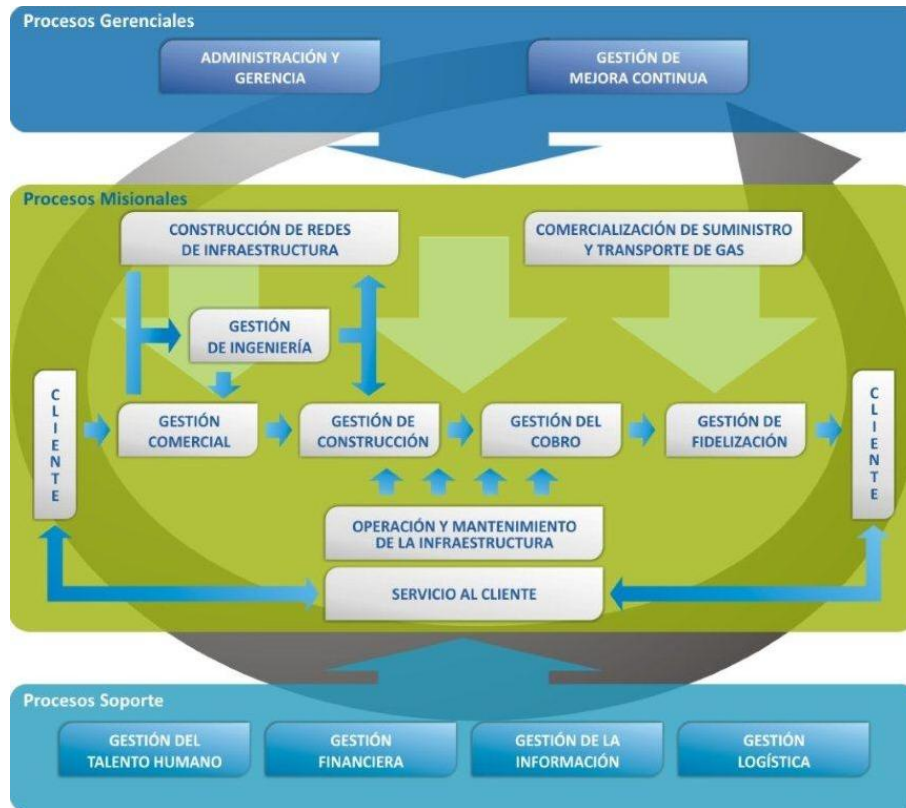 Procesos Gerenciales
ADMINISTRACIÓN Y
GERENCIA
GESTIÓN DE
MEJORA CONTINUA
Procesos Misionales
CONSTRUCCIÓN DE REDES
DE INFRAESTRUCTURA
COMERCIALIZACIÓN DE SUMINISTRO
Y TRANSPORTE DE GAS
GESTIÓN
DE INGENIERÍA
CLIENTE
GESTIÓN
COMERCIAL
GESTIÓN DE
CONSTRUCCIÓN
GESTIÓN DEL
COBRO
GESTIÓN DE
FIDELIZACIÓN
CLIENTE
OPERACIÓN Y MANTENIMIENTO
DE LA INFRAESTRUCTURA
SERVICIO AL CLIENTE
Procesos Soporte
GESTIÓN DEL
TALENTO HUMANO
GESTIÓN
FINANCIERA
GESTIÓN DE LA
INFORMACIÓN
GESTIÓN
LOGÍSTICA